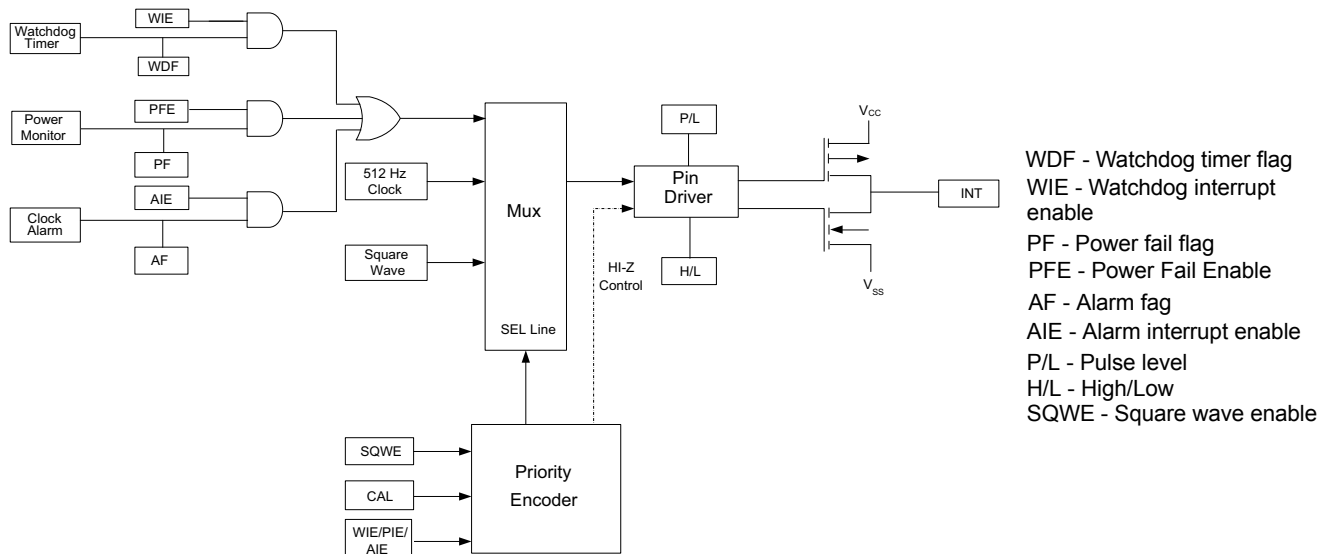 WIE
Watchdog
Timer
WDF
PFE
Power
Monitor
PF
AIE
Clock
Alarm
AF
512 Hz
Clock
Square
Wave
Mux
SEL Line
SQWE
CAL
WIE/PIE/
AIE
Priority
Encoder
HI-Z
Control
P/L
Pin
Driver
H/L
VCC
VSS
INT
WDF - Watchdog timer flag
WIE - Watchdog interrupt
enable
PF - Power fail flag
PFE - Power Fail Enable
AF - Alarm fag
AIE - Alarm interrupt enable
P/L - Pulse level
H/L - High/Low
SQWE - Square wave enable